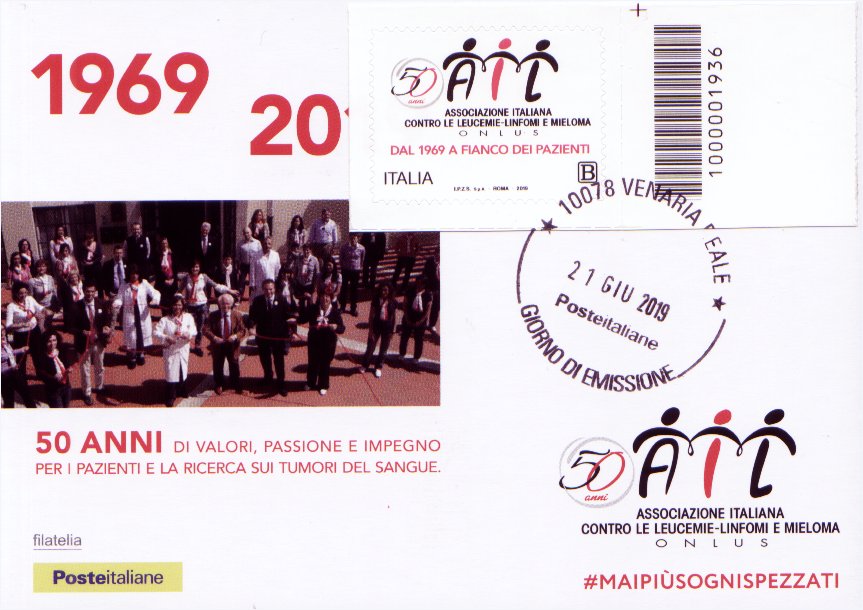 1969
20
50 anni
AIL
ASSOCIAZIONE ITALIANA
CONTRO LE LEUCEMIE-LINFOMI E MIELOMA
ONLUS
DAL 1969 A FIANCO DEI PAZIENTI
ITALIA
B
I.P.Z.S. S.p.A. ROMA 2019
1000001936
10078 VENARIA REALE
21 GIU 2019
Posteitaliane
GIORNO DI EMISSIONE
50 ANNI DI VALORI, PASSIONE E IMPEGNO
PER I PAZIENTI E LA RICERCA SUI TUMORI DEL SANGUE.
50 anni
AIL
ASSOCIAZIONE ITALIANA
CONTRO LE LEUCEMIE-LINFOMI E MIELOMA
ONLUS
filatelia
Posteitaliane
#MAIPIÙSOGNISPEZZATI